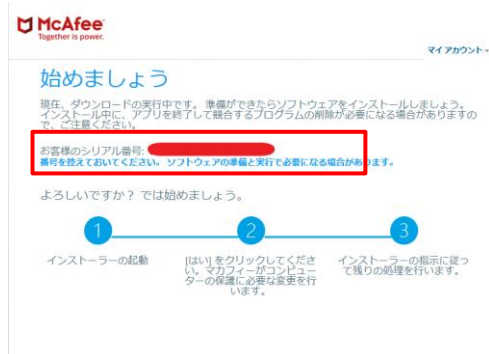 McAfee
Together is power.
マイ アカウント
始めましょう
現在、ダウンロードの実行中です。 準備ができたらソフトウェアをインストールしましょう。
インストール中に、アプリを終了して競合するプログラムの削除が必要になる場合がありますの
で、ご注意ください。
お客様のシリアル番号:
番号を控えておいてください。 ソフトウェアの準備と実行で必要になる場合があります。
よろしいですか? では始めましょう。
1
2
3
インストーラーの起動
[はい] をクリックしてくださ
い。マカフィーがコンピュー
ターの保護に必要な変更を行
います。
インストーラーの指示に従っ
て残りの処理を行います。